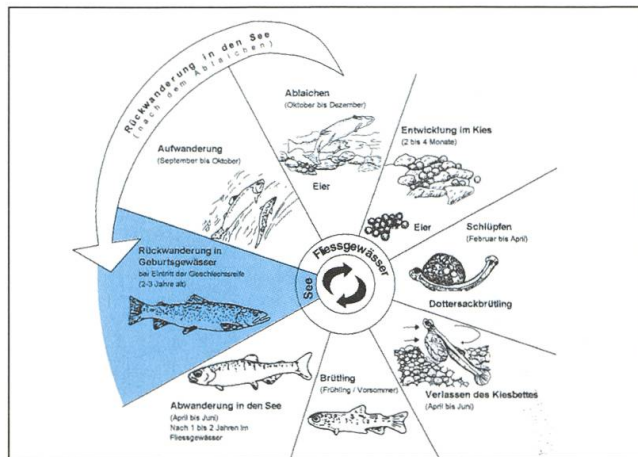 Rückwanderung in den See
(nach dem Ablaichen)
Ablaichen
(Oktober bis Dezember)
Eier
Entwicklung im Kies
(2 bis 4 Monate)
Eier
Schlüpfen
(Februar bis April)
Dottersackbrütling
Verlassen des Kiesbettes
(April bis Juni)
Brütling
(Frühling / Vorsommer)
Abwanderung in den See
(April bis Juni)
Nach 1 bis 2 Jahren im
Fliessgewässer
Rückwanderung in
Geburtsgewässer
bei Eintritt der Geschlechtsreife
(2-3 Jahre alt)
Aufwanderung
(September bis Oktober)
Fliessgewässer
See